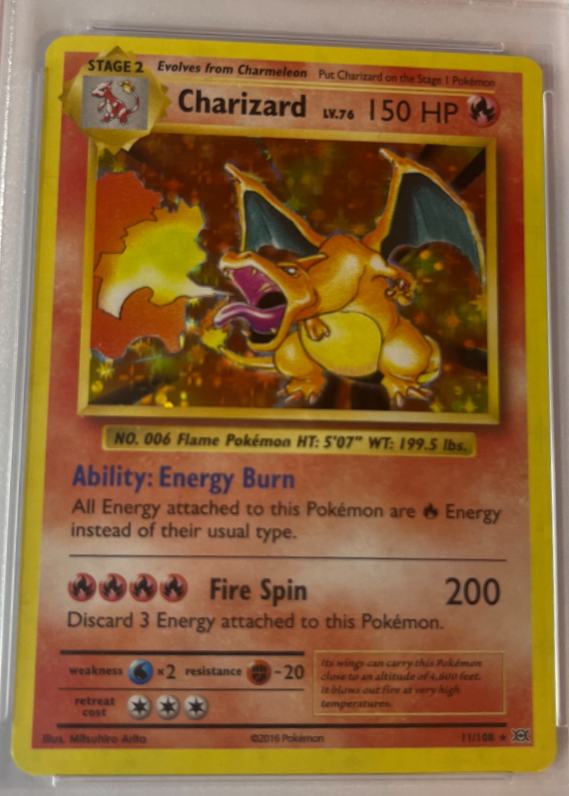 STAGE 2 Evolves from Charmeleon Put Charizard on the Stage 1 Pokémon
Charizard LV.76 150 HP
NO. 006 Flame Pokémon HT: 5'07" WT: 199.5 lbs.
Ability: Energy Burn
All Energy attached to this Pokémon are Energy
instead of their usual type.
Fire Spin 200
Discard 3 Energy attached to this Pokémon.
weakness ×2 resistance -20
retreat
cost
Its wings can carry this Pokémon
close to an altitude of 4,600 feet.
It blows out fire at very high
temperatures.
Illus. Mitsuhiro Arita ©2016 Pokémon 11/108 ★